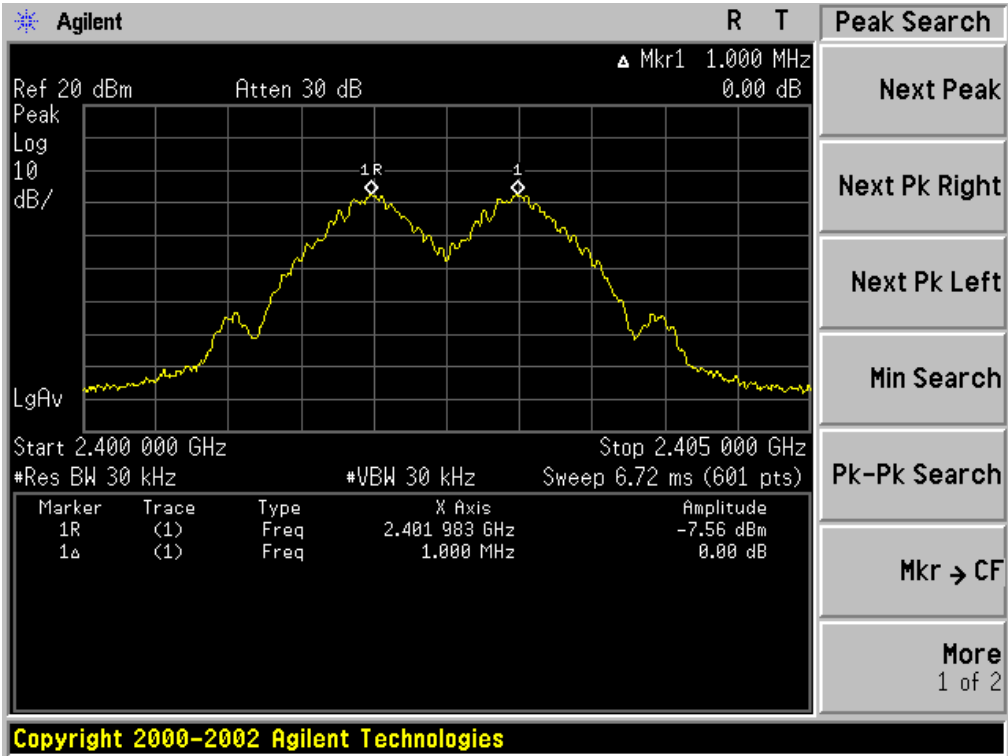 Agilent R T
Peak Search
Δ Mkr1 1.000 MHz
Ref 20 dBm Atten 30 dB 0.00 dB
Peak
Log
10
dB/
1R 1
LgAv
Start 2.400 000 GHz Stop 2.405 000 GHz
#Res BW 30 kHz #VBW 30 kHz Sweep 6.72 ms (601 pts)
Marker Trace Type X Axis Amplitude
1R (1) Freq 2.401 983 GHz -7.56 dBm
1Δ (1) Freq 1.000 MHz 0.00 dB
Next Peak
Next Pk Right
Next Pk Left
Min Search
Pk-Pk Search
Mkr → CF
More
1 of 2
Copyright 2000-2002 Agilent Technologies